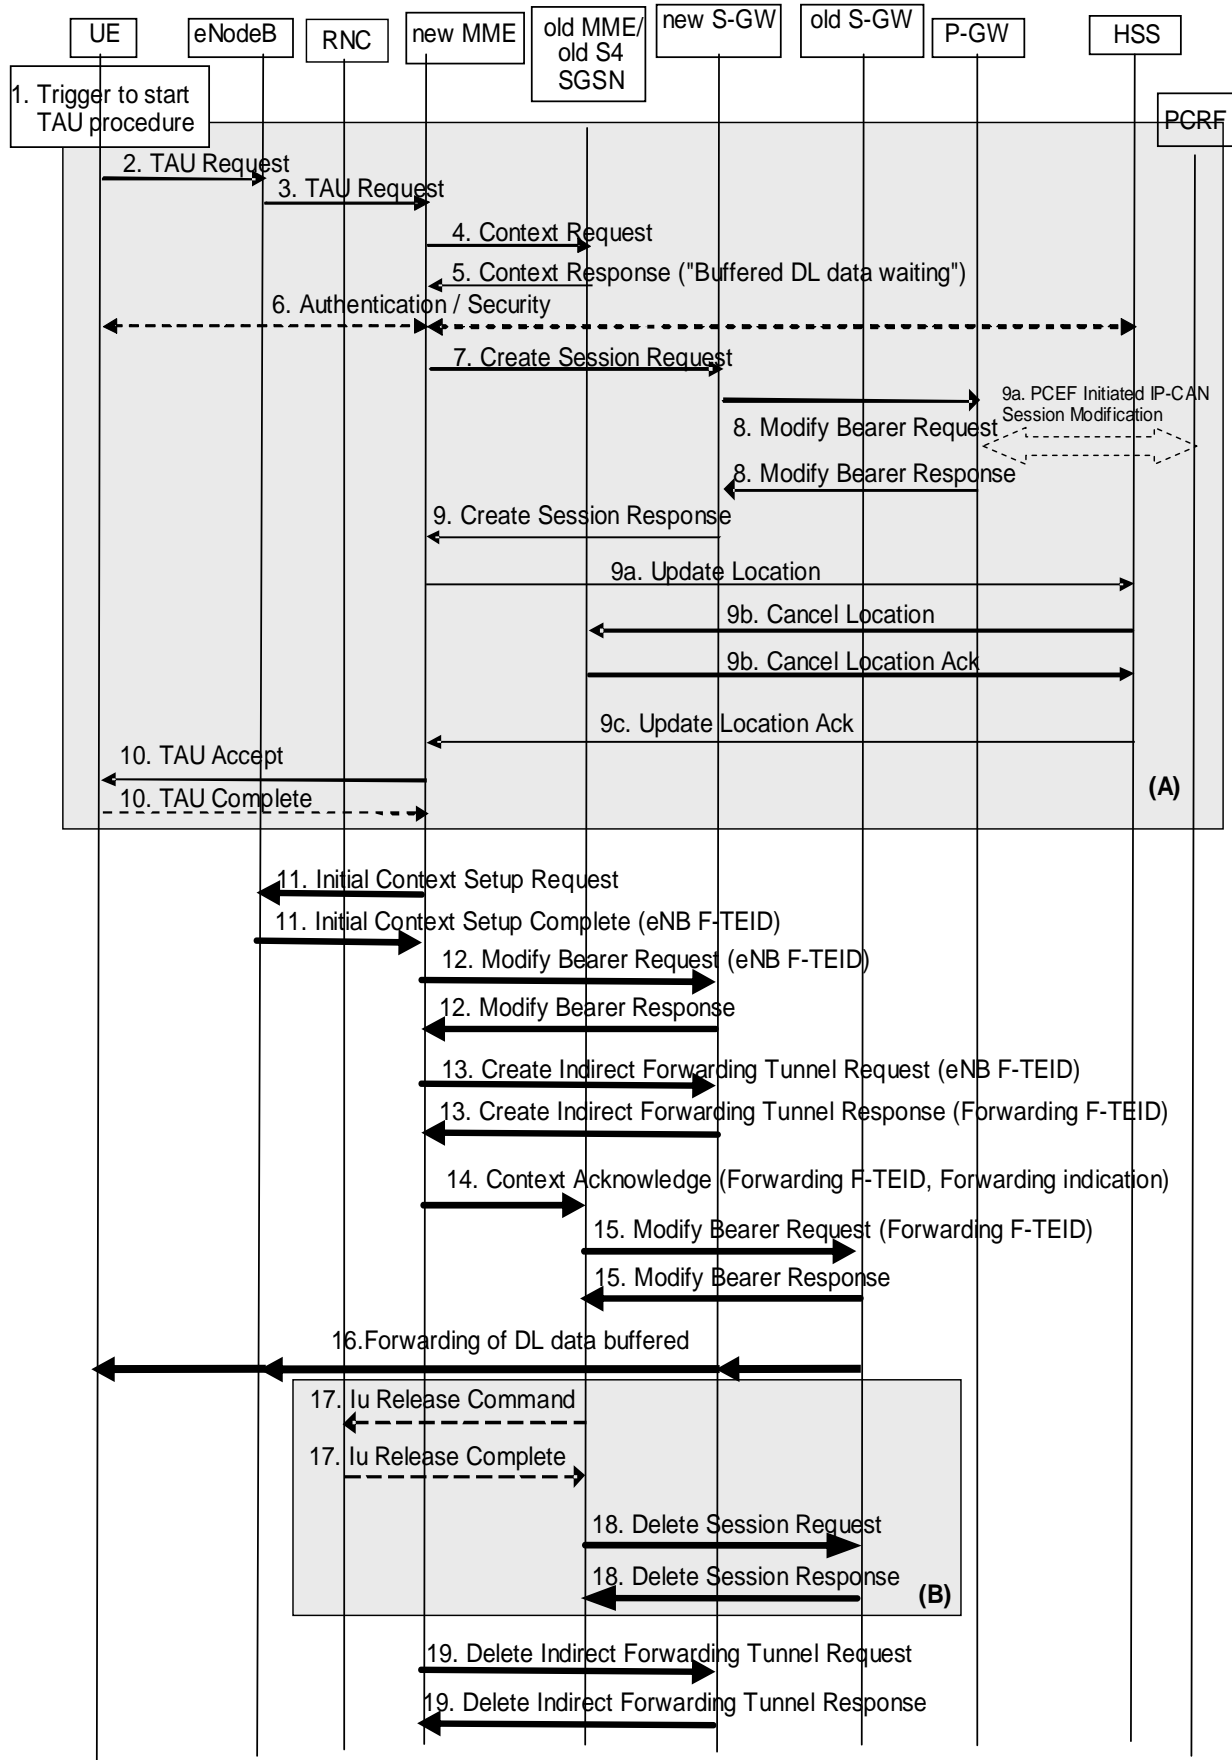 UE
eNodeB
RNC
new MME
old MME/
old S4
SGSN
new S-GW
old S-GW
P-GW
HSS
PCRF
1. Trigger to start
TAU procedure
2. TAU Request
3. TAU Request
4. Context Request
5. Context Response ("Buffered DL data waiting")
6. Authentication / Security
7. Create Session Request
9a. PCEF Initiated IP-CAN
Session Modification
8. Modify Bearer Request
8. Modify Bearer Response
9. Create Session Response
9a. Update Location
9b. Cancel Location
9b. Cancel Location Ack
9c. Update Location Ack
10. TAU Accept
10. TAU Complete
(A)
11. Initial Context Setup Request
11. Initial Context Setup Complete (eNB F-TEID)
12. Modify Bearer Request (eNB F-TEID)
12. Modify Bearer Response
13. Create Indirect Forwarding Tunnel Request (eNB F-TEID)
13. Create Indirect Forwarding Tunnel Response (Forwarding F-TEID)
14. Context Acknowledge (Forwarding F-TEID, Forwarding indication)
15. Modify Bearer Request (Forwarding F-TEID)
15. Modify Bearer Response
16.Forwarding of DL data buffered
17. Iu Release Command
17. Iu Release Complete
18. Delete Session Request
18. Delete Session Response
(B)
19. Delete Indirect Forwarding Tunnel Request
19. Delete Indirect Forwarding Tunnel Response